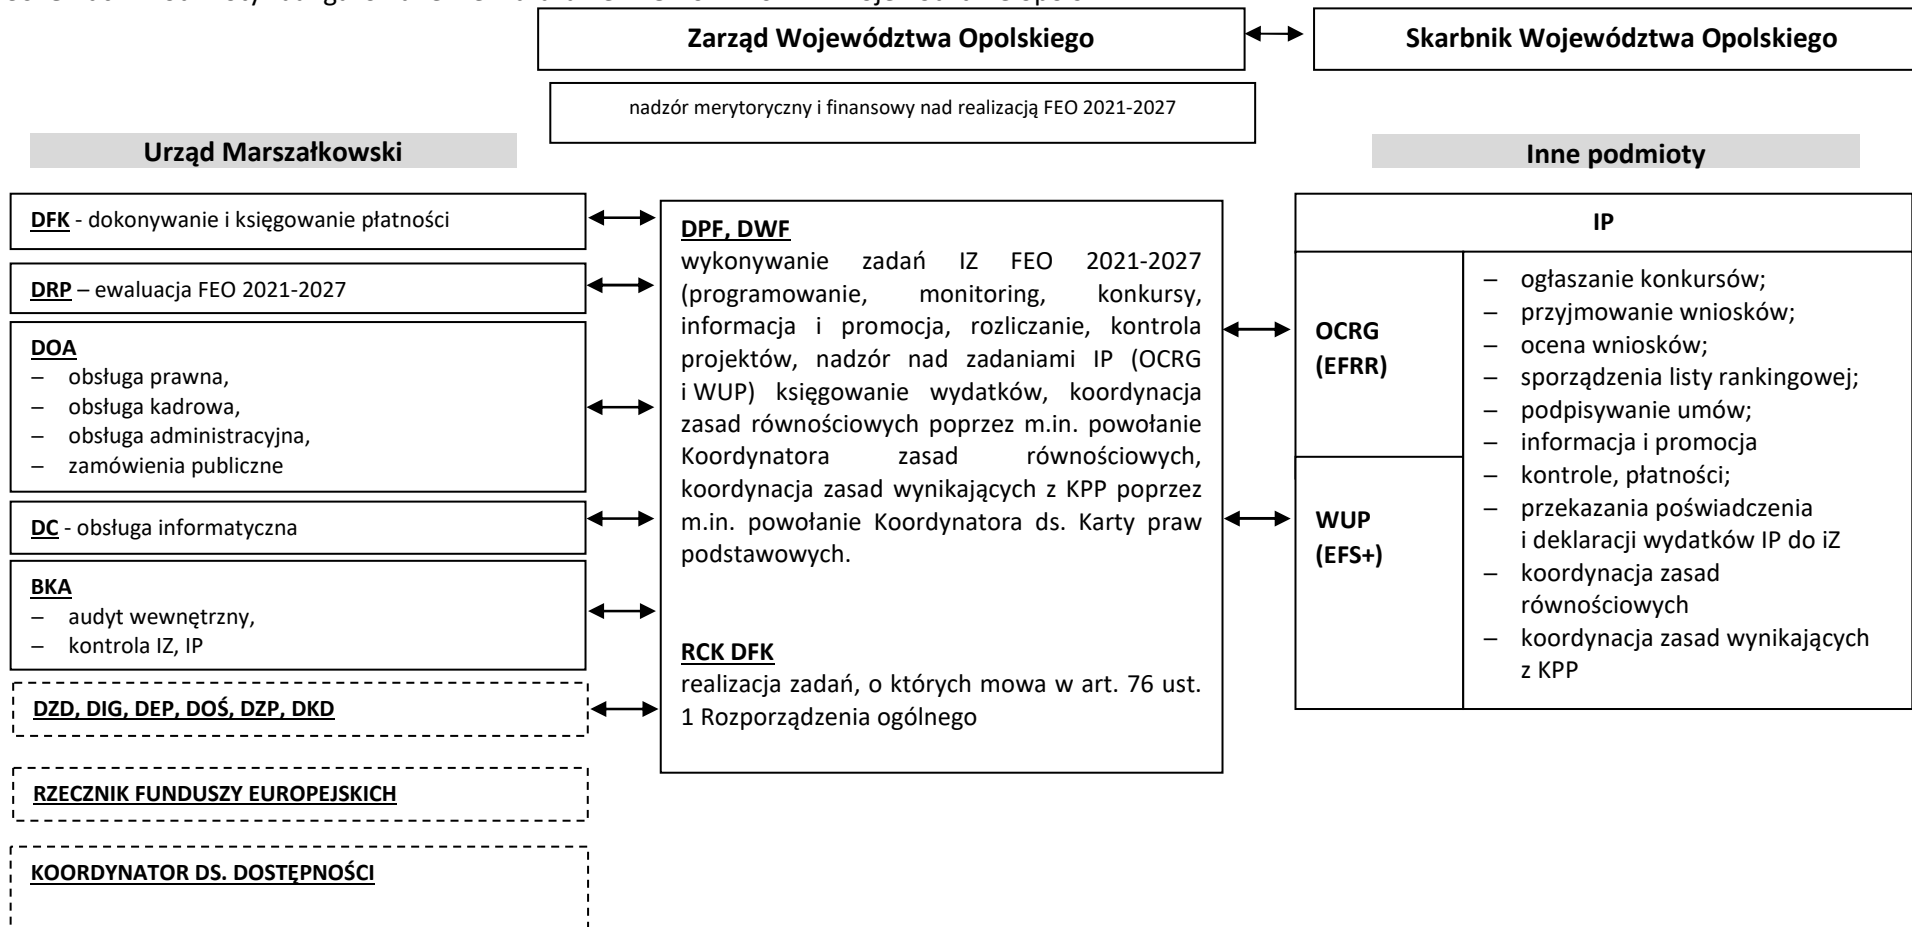 Zarząd Województwa Opolskiego
Skarbnik Województwa Opolskiego
nadzór merytoryczny i finansowy nad realizacją FEO 2021-2027
Urząd Marszałkowski
Inne podmioty
DFK - dokonywanie i księgowanie płatności
DRP – ewaluacja FEO 2021-2027
DOA
– obsługa prawna,
– obsługa kadrowa,
– obsługa administracyjna,
– zamówienia publiczne
DC - obsługa informatyczna
BKA
– audyt wewnętrzny,
– kontrola IZ, IP
DZD, DIG, DEP, DOŚ, DZP, DKD
RZECZNIK FUNDUSZY EUROPEJSKICH
KOORDYNATOR DS. DOSTĘPNOŚCI
DPF, DWF
wykonywanie zadań IZ FEO 2021-2027
(programowanie, monitoring, konkursy,
informacja i promocja, rozliczanie, kontrola
projektów, nadzór nad zadaniami IP (OCRG
i WUP) księgowanie wydatków, koordynacja
zasad równościowych poprzez m.in. powołanie
Koordynatora zasad równościowych,
koordynacja zasad wynikających z KPP poprzez
m.in. powołanie Koordynatora ds. Karty praw
podstawowych.
RCK DFK
realizacja zadań, o których mowa w art. 76 ust.
1 Rozporządzenia ogólnego
IP
OCRG
(EFRR)
WUP
(EFS+)
– ogłaszanie konkursów;
– przyjmowanie wniosków;
– ocena wniosków;
– sporządzenia listy rankingowej;
– podpisywanie umów;
– informacja i promocja
– kontrole, płatności;
– przekazania poświadczenia
i deklaracji wydatków IP do iZ
– koordynacja zasad
równościowych
– koordynacja zasad wynikających
z KPP